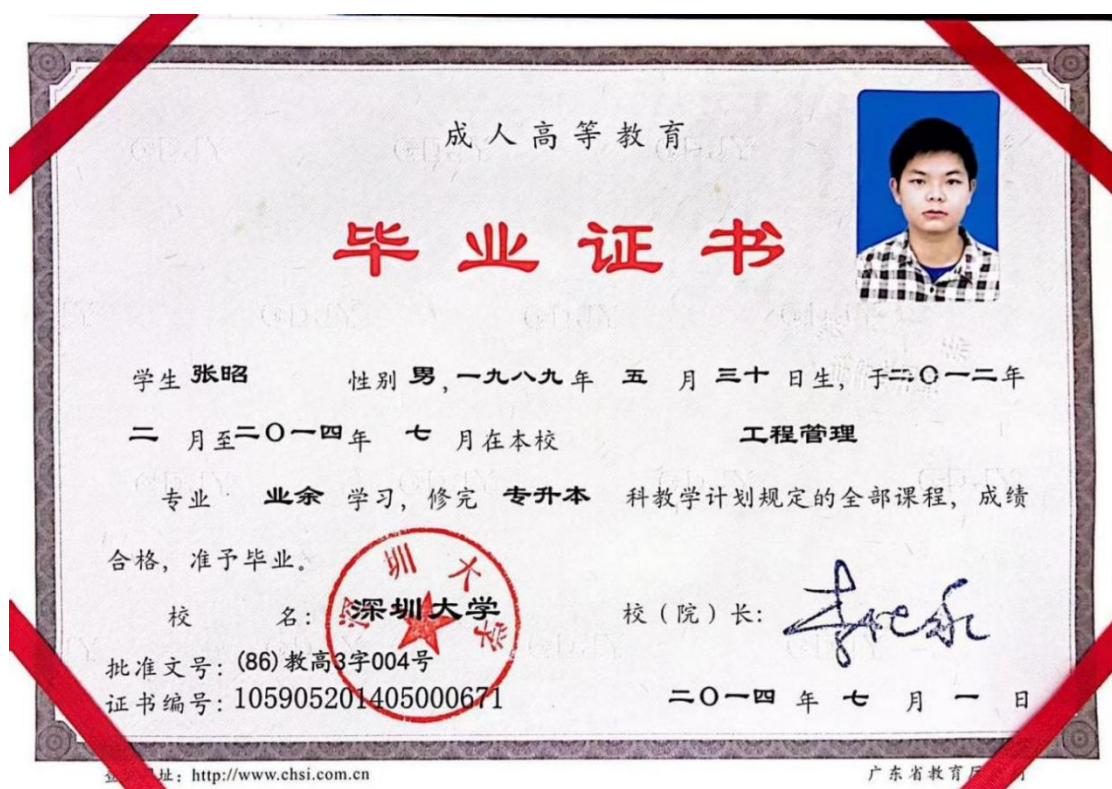 成人高等教育
毕业证书
学生 张昭 性别 男, 一九八九年 五 月 三十 日生, 于二〇一二年
二 月至二〇一四年 七 月在本校 工程管理
专业 业余 学习, 修完 专升本 科教学计划规定的全部课程, 成绩
合格, 准予毕业。
校 名: 深圳大学 校（院）长:
深圳大学
批准文号: (86)教高3字004号
证书编号: 105905201405000671 二〇一四 年 七 月 一 日
址: http://www.chsi.com.cn 广东省教育